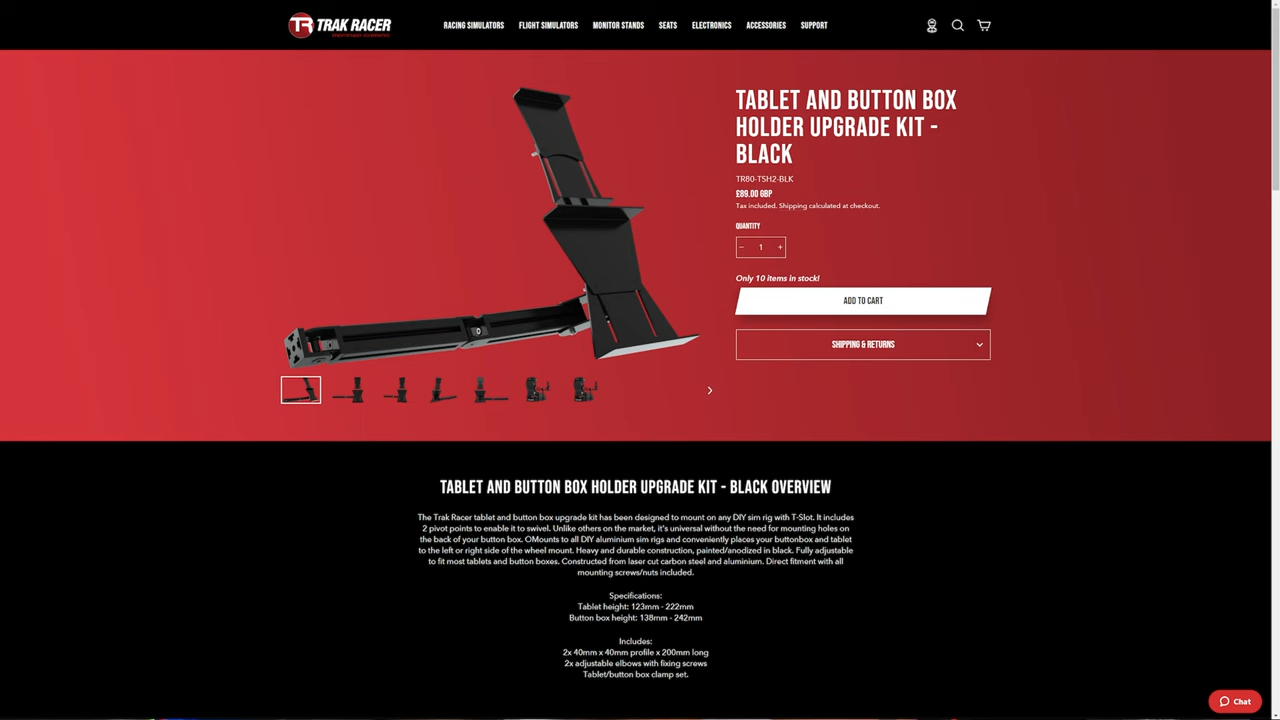 TRAK RACER
RACING SIMULATORS
FLIGHT SIMULATORS
MONITOR STANDS
SEATS
ELECTRONICS
ACCESSORIES
SUPPORT
TABLET AND BUTTON BOX
HOLDER UPGRADE KIT -
BLACK
TR80-TSH2-BLK
£89.00 GBP
Tax included. Shipping calculated at checkout.
QUANTITY
− 1 +
Only 10 items in stock!
ADD TO CART
SHIPPING & RETURNS
TABLET AND BUTTON BOX HOLDER UPGRADE KIT - BLACK OVERVIEW
The Trak Racer tablet and button box upgrade kit has been designed to mount on any DIY sim rig with T-Slot. It includes
2 pivot points to enable it to swivel. Unlike others on the market, it's universal without the need for mounting holes on
the back of your button box. OMounts to all DIY aluminium sim rigs and conveniently places your buttonbox and tablet
to the left or right side of the wheel mount. Heavy and durable construction, painted/anodized in black. Fully adjustable
to fit most tablets and button boxes. Constructed from laser cut carbon steel and aluminium. Direct fitment with all
mounting screws/nuts included.
Specifications:
Tablet height: 123mm - 222mm
Button box height: 138mm - 242mm
Includes:
2x 40mm x 40mm profile x 200mm long
2x adjustable elbows with fixing screws
Tablet/button box clamp set.
Chat